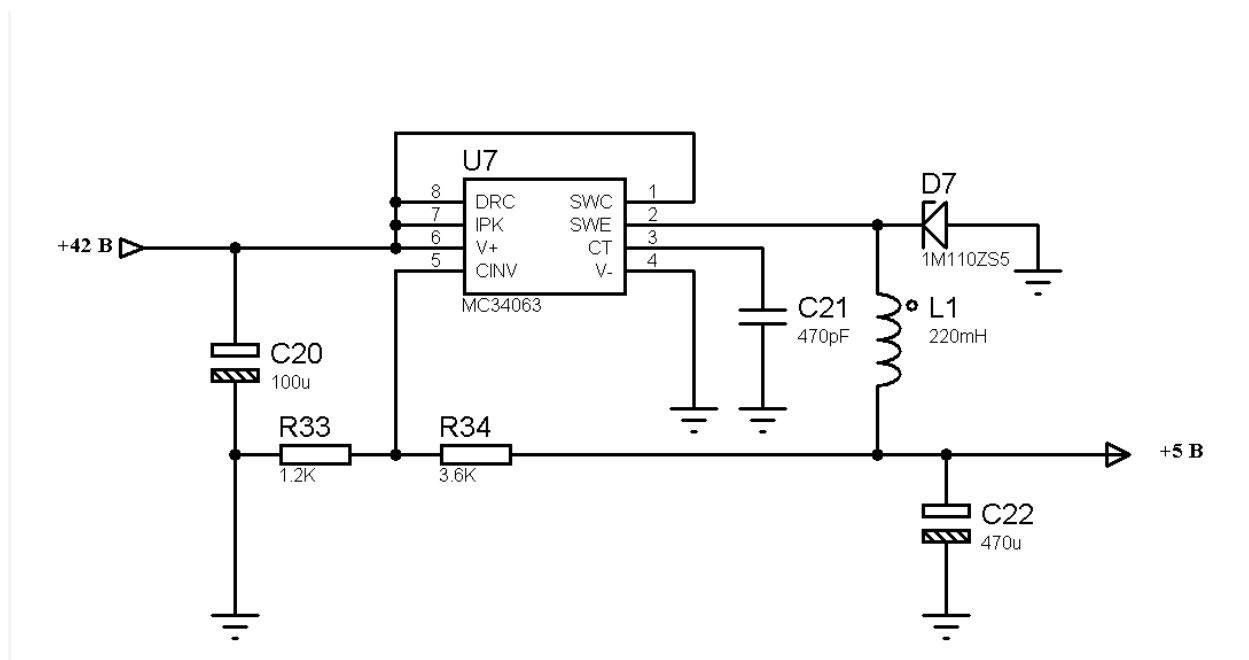 U7
8 DRC SWC 1
7 IPK SWE 2
6 V+ CT 3
5 CINV V- 4
MC34063
+42 В
D7
1M110ZS5
C21
470pF
L1
220mH
C20
100u
R33
1.2K
R34
3.6K
+5 В
C22
470u